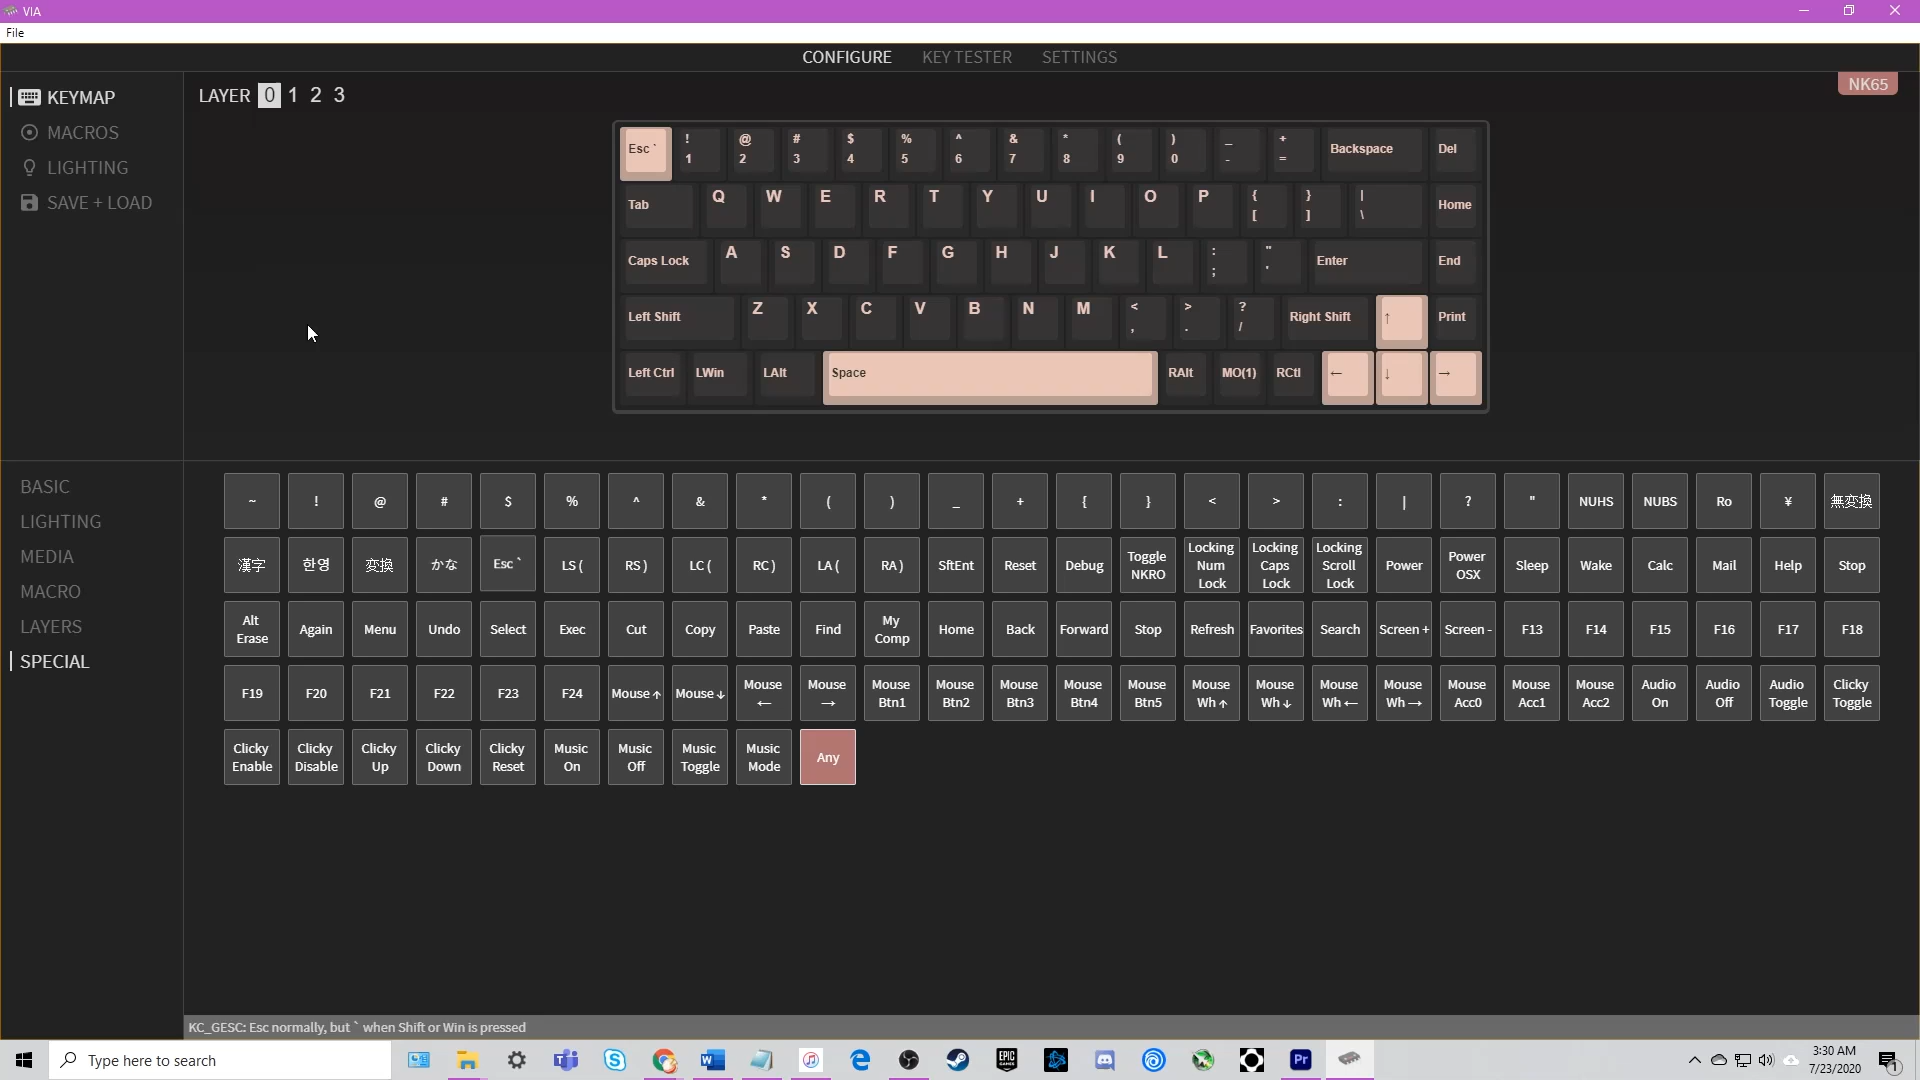 VIA
File
CONFIGURE KEY TESTER SETTINGS
KEYMAP
MACROS
LIGHTING
SAVE + LOAD
LAYER 0 1 2 3
NK65
Esc ` ! 1 @ 2 # 3 $ 4 % 5 ^ 6 & 7 * 8 ( 9 ) 0 _ - + = Backspace Del
Tab Q W E R T Y U I O P { [ } ] | \ Home
Caps Lock A S D F G H J K L : ; " ' Enter End
Left Shift Z X C V B N M < , > . ? / Right Shift ↑ Print
Left Ctrl LWin LAlt Space RAlt MO(1) RCtl ← ↓ →
BASIC
LIGHTING
MEDIA
MACRO
LAYERS
SPECIAL
~ ! @ # $ % ^ & * ( ) _ + { } < > : | ? " NUHS NUBS Ro ¥ 無変換
漢字 한영 変換 かな Esc ` LS ( RS ) LC ( RC ) LA ( RA ) SftEnt Reset Debug Toggle NKRO Locking Num Lock Locking Caps Lock Locking Scroll Lock Power Power OSX Sleep Wake Calc Mail Help Stop
Alt Erase Again Menu Undo Select Exec Cut Copy Paste Find My Comp Home Back Forward Stop Refresh Favorites Search Screen + Screen - F13 F14 F15 F16 F17 F18
F19 F20 F21 F22 F23 F24 Mouse ↑ Mouse ↓ Mouse ← Mouse → Mouse Btn1 Mouse Btn2 Mouse Btn3 Mouse Btn4 Mouse Btn5 Mouse Wh ↑ Mouse Wh ↓ Mouse Wh ← Mouse Wh → Mouse Acc0 Mouse Acc1 Mouse Acc2 Audio On Audio Off Audio Toggle Clicky Toggle
Clicky Enable Clicky Disable Clicky Up Clicky Down Clicky Reset Music On Music Off Music Toggle Music Mode Any
KC_GESC: Esc normally, but ` when Shift or Win is pressed
Type here to search
EPIC GAMES
Pr
3:30 AM
7/23/2020
1